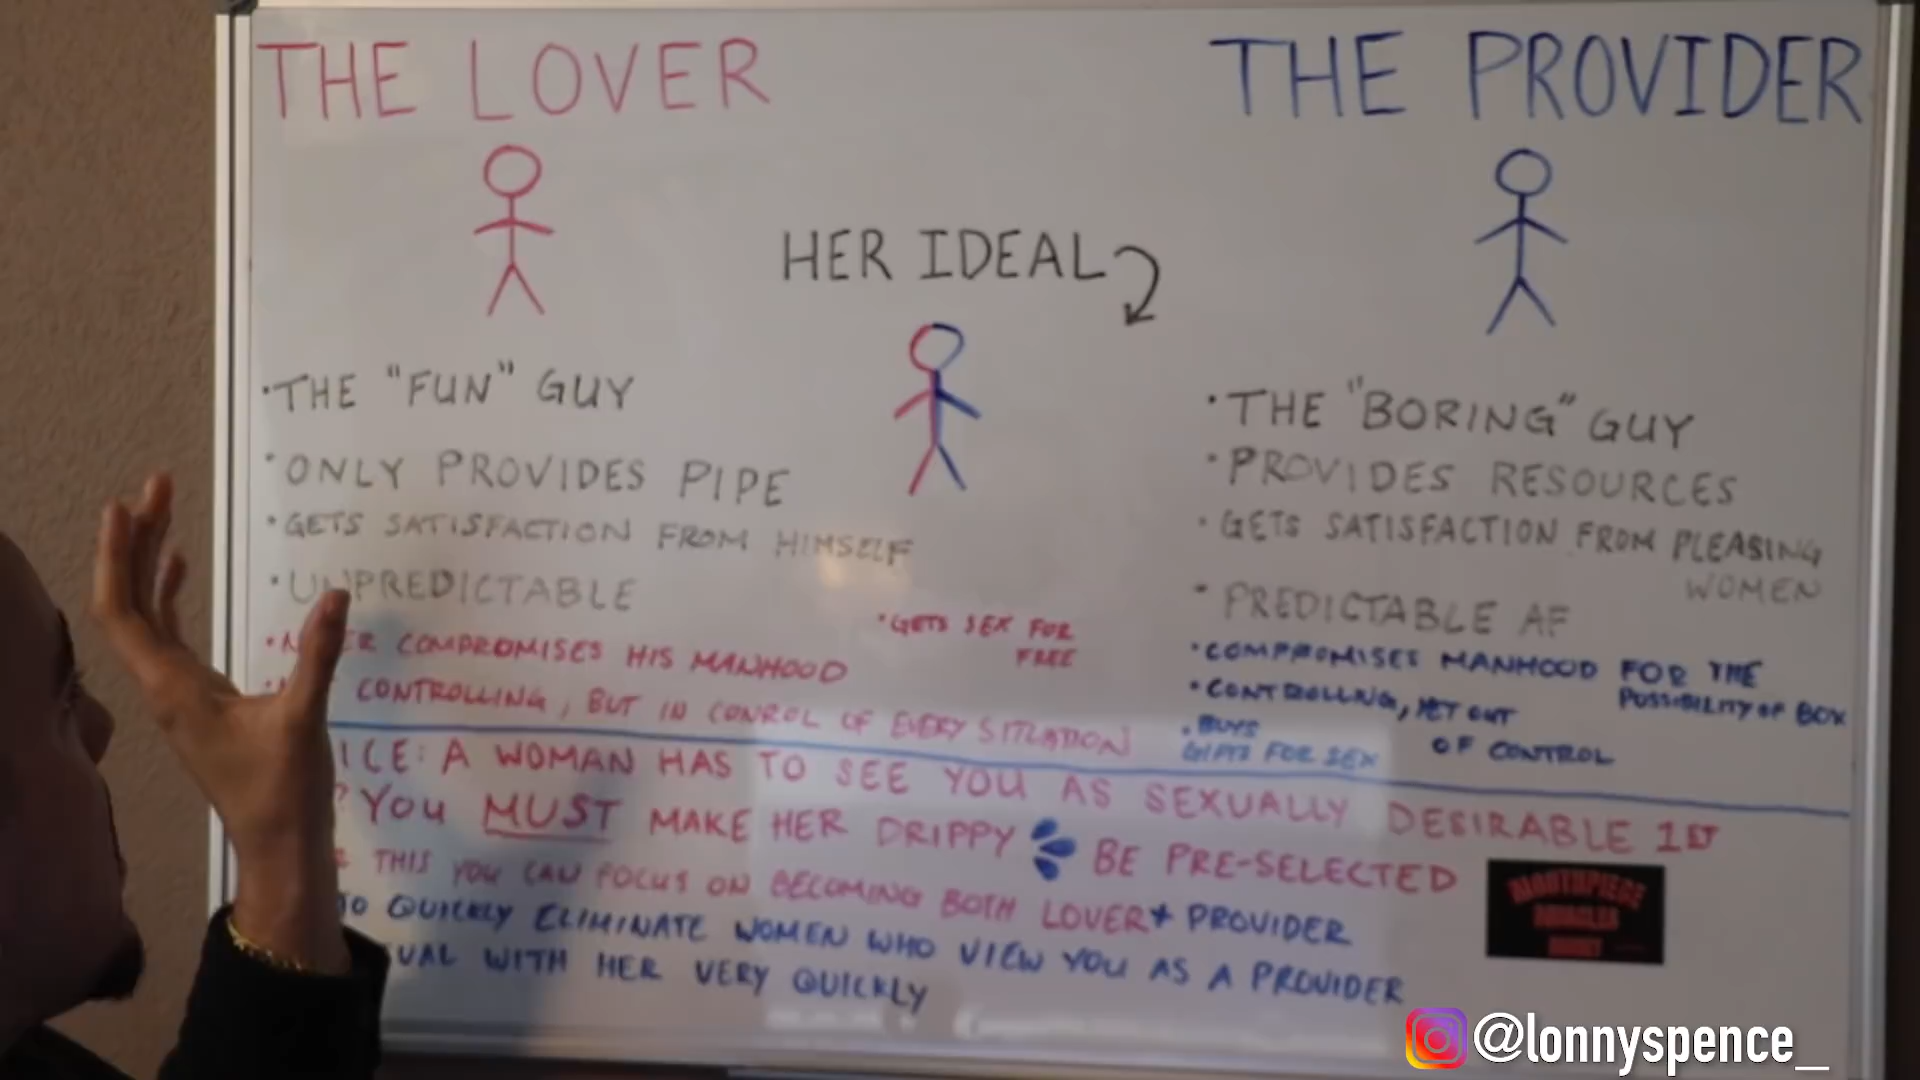 THE LOVER
THE PROVIDER
HER IDEAL
·THE "FUN" GUY
·ONLY PROVIDES PIPE
·GETS SATISFACTION FROM HIMSELF
·UNPREDICTABLE
·GETS SEX FOR
FREE
COMPROMISES HIS MANHOOD
CONTROLLING, BUT IN CONROL OF EVERY SITUATION
·THE "BORING" GUY
·PROVIDES RESOURCES
·GETS SATISFACTION FROM PLEASING
WOMEN
·PREDICTABLE AF
·COMPROMISES MANHOOD FOR THE
POSSIBILITY OF BOX
·CONTROLLING, YET OUT
OF CONTROL
·BUYS
GIFTS FOR SEX
ICE: A WOMAN HAS TO SEE YOU AS SEXUALLY DESIRABLE 1ST
? YOU MUST MAKE HER DRIPPY BE PRE-SELECTED
THIS YOU CAN FOCUS ON BECOMING BOTH LOVER + PROVIDER
TO QUICKLY ELIMINATE WOMEN WHO VIEW YOU AS A PROVIDER
UAL WITH HER VERY QUICKLY
MOUTHPIECE
@lonnyspence_